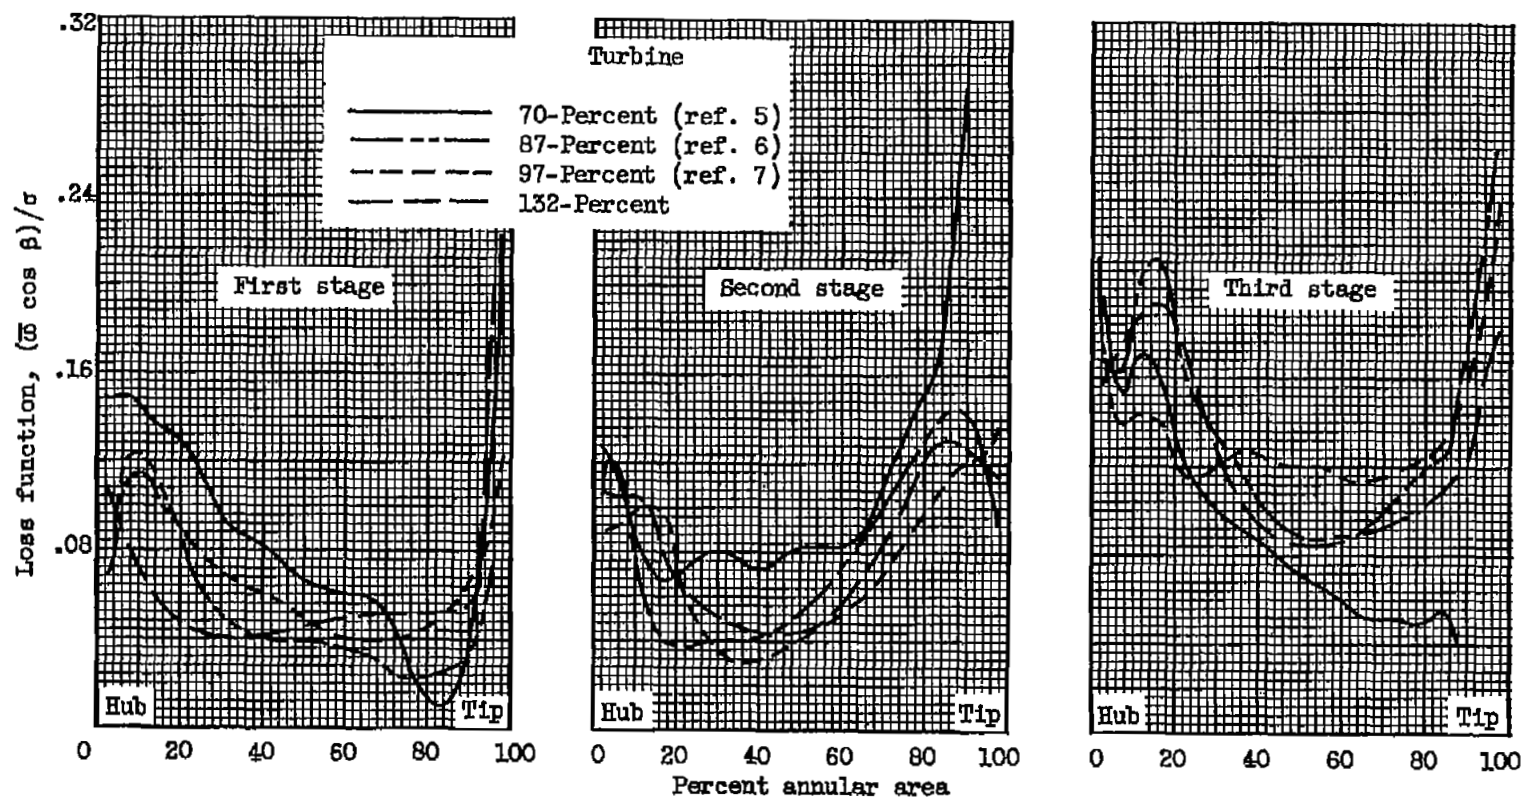 .32
.24
.16
.08
Loss function, (ω̅ cos β)/σ
Turbine
70-Percent (ref. 5)
87-Percent (ref. 6)
97-Percent (ref. 7)
132-Percent
First stage
Second stage
Third stage
Hub
Tip
Hub
Tip
Hub
Tip
0 20 40 60 80 100
0 20 40 60 80 100
0 20 40 60 80 100
Percent annular area